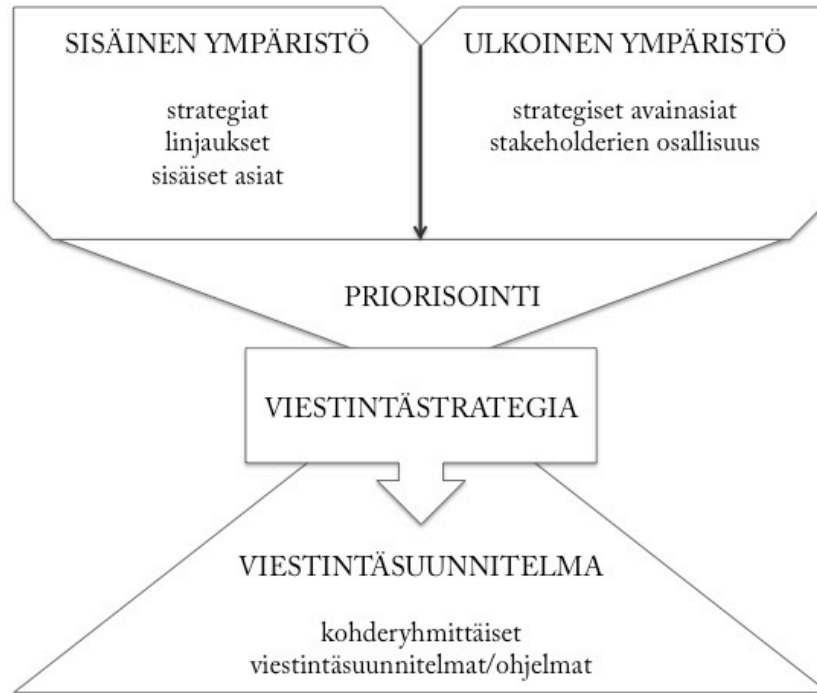 SISÄINEN YMPÄRISTÖ
strategiat
linjaukset
sisäiset asiat
ULKOINEN YMPÄRISTÖ
strategiset avainasiat
stakeholderien osallisuus
PRIORISOINTI
VIESTINTÄSTRATEGIA
VIESTINTÄSUUNNITELMA
kohderyhmittäiset
viestintäsuunnitelmat/ohjelmat